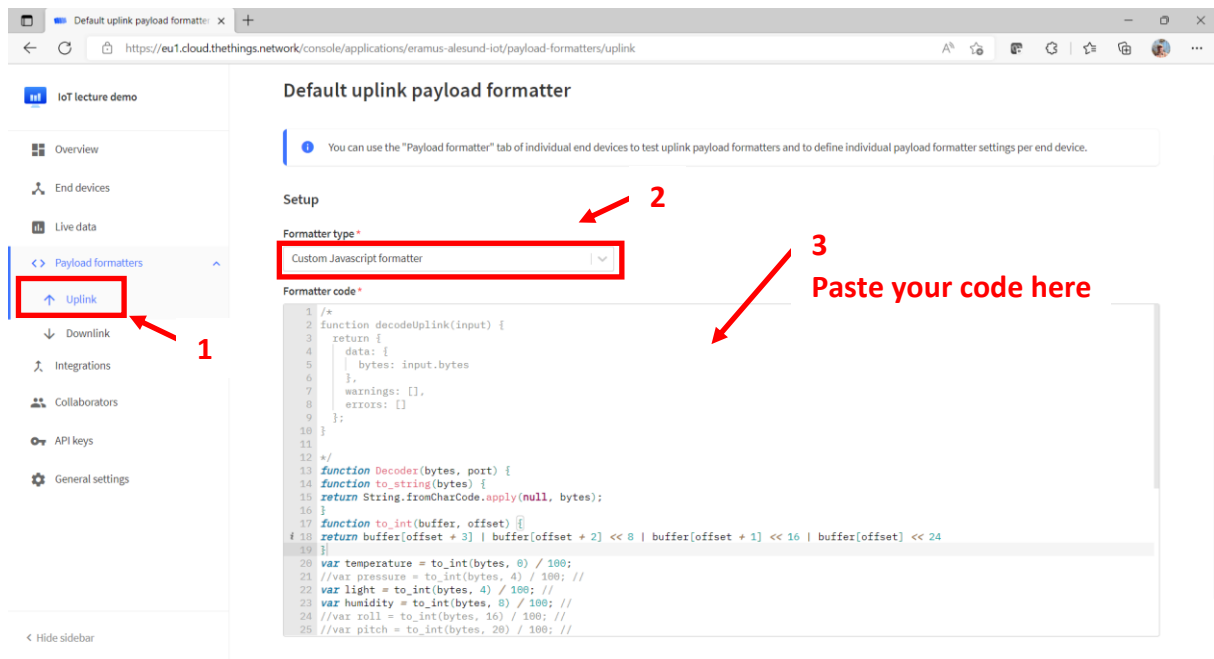 Default uplink payload formatter
https://eu1.cloud.thethings.network/console/applications/eramus-alesund-iot/payload-formatters/uplink
IoT lecture demo
Overview
End devices
Live data
Payload formatters
Uplink
Downlink
Integrations
Collaborators
API keys
General settings
< Hide sidebar
1
Default uplink payload formatter
You can use the "Payload formatter" tab of individual end devices to test uplink payload formatters and to define individual payload formatter settings per end device.
Setup
2
Formatter type *
Custom Javascript formatter
3
Paste your code here
Formatter code *
1 /*
2 function decodeUplink(input) {
3 return {
4 data: {
5 bytes: input.bytes
6 },
7 warnings: [],
8 errors: []
9 };
10 }
11
12 */
13 function Decoder(bytes, port) {
14 function to_string(bytes) {
15 return String.fromCharCode.apply(null, bytes);
16 }
17 function to_int(buffer, offset) {
i 18 return buffer[offset + 3] | buffer[offset + 2] << 8 | buffer[offset + 1] << 16 | buffer[offset] << 24
19 }
20 var temperature = to_int(bytes, 0) / 100;
21 //var pressure = to_int(bytes, 4) / 100; //
22 var light = to_int(bytes, 4) / 100; //
23 var humidity = to_int(bytes, 8) / 100; //
24 //var roll = to_int(bytes, 16) / 100; //
25 //var pitch = to_int(bytes, 20) / 100; //